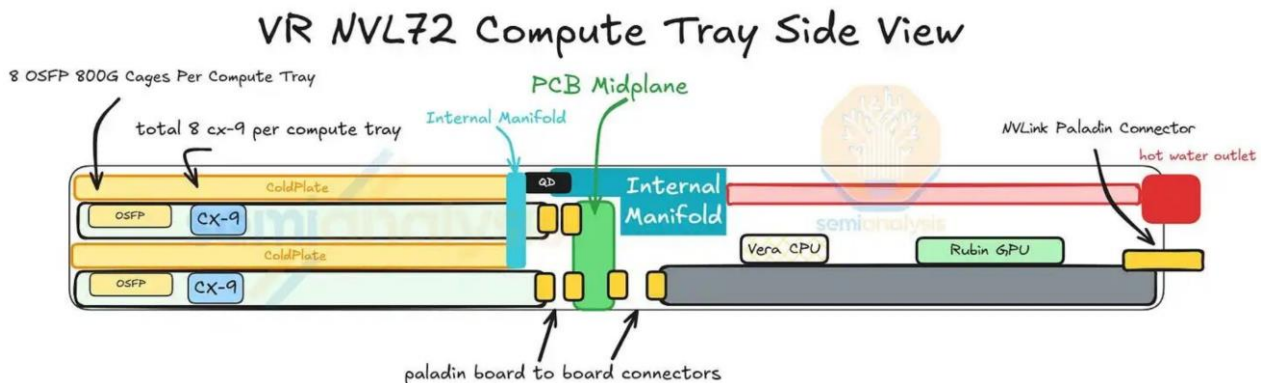 VR NVL72 Compute Tray Side View
8 OSFP 800G Cages Per Compute Tray
PCB Midplane
total 8 cx-9 per compute tray
Internal Manifold
NVLink Paladin Connector
hot water outlet
ColdPlate
QD
Internal
Manifold
OSFP
CX-9
semianalysis
semianalysis
Vera CPU
Rubin GPU
ColdPlate
OSFP
CX-9
paladin board to board connectors